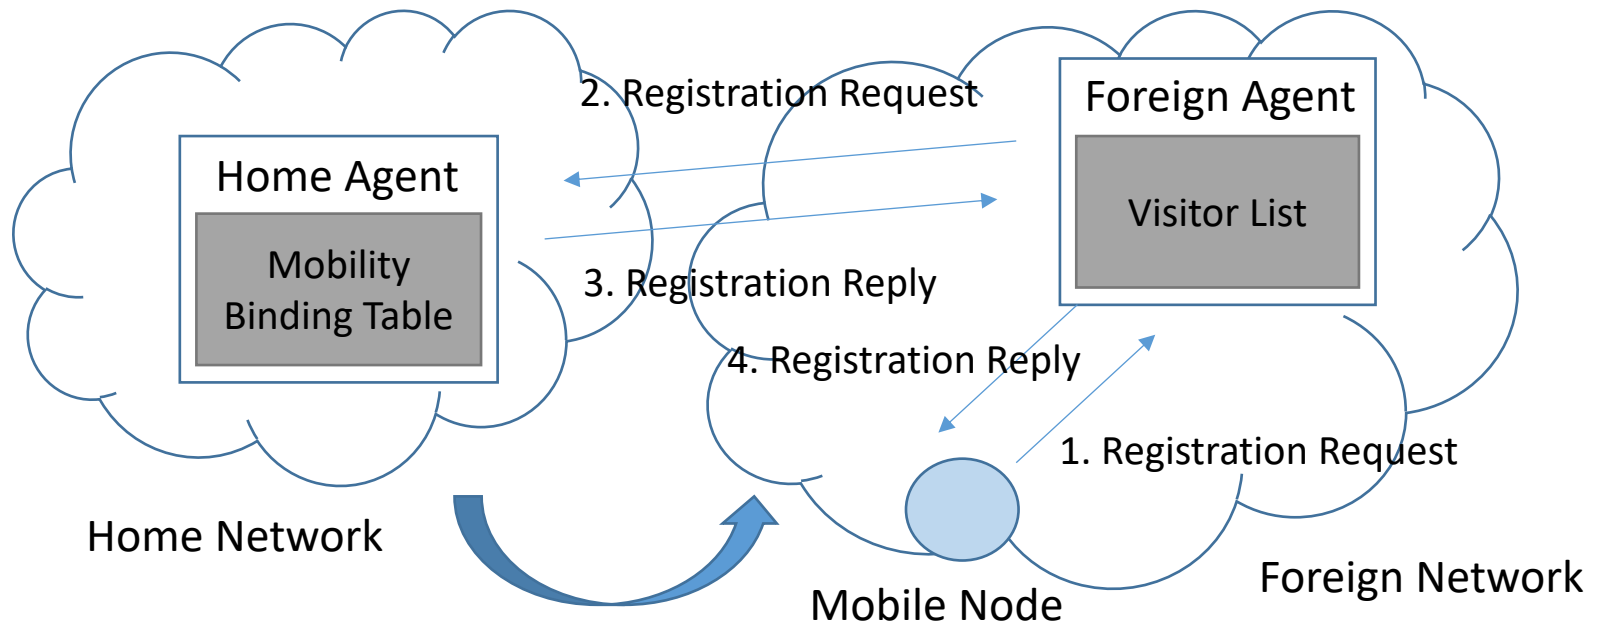 2. Registration Request
Foreign Agent
Home Agent
Visitor List
Mobility
Binding Table
3. Registration Reply
4. Registration Reply
1. Registration Request
Home Network
Foreign Network
Mobile Node